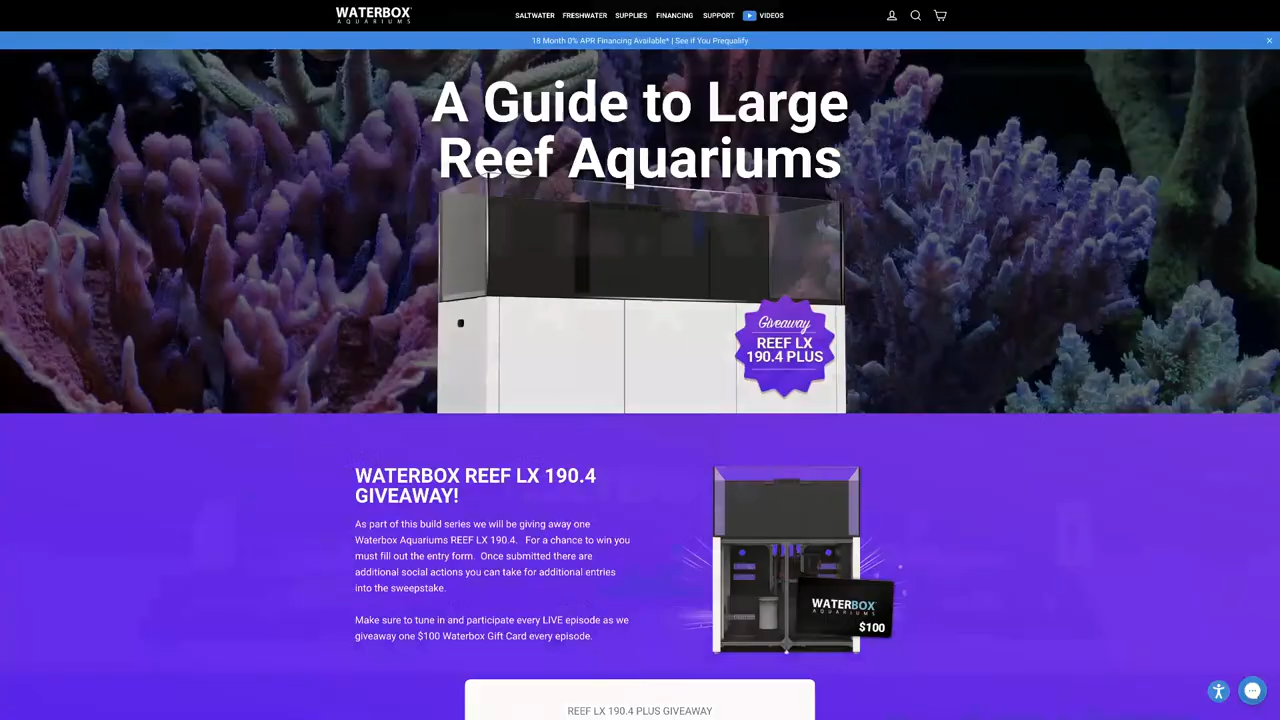 WATERBOX
AQUARIUMS
SALTWATER FRESHWATER SUPPLIES FINANCING SUPPORT VIDEOS
18 Month 0% APR Financing Available* | See if You Prequalify
A Guide to Large
Reef Aquariums
Giveaway
REEF LX
190.4 PLUS
WATERBOX REEF LX 190.4
GIVEAWAY!
As part of this build series we will be giving away one
Waterbox Aquariums REEF LX 190.4. For a chance to win you
must fill out the entry form. Once submitted there are
additional social actions you can take for additional entries
into the sweepstake.
Make sure to tune in and participate every LIVE episode as we
giveaway one $100 Waterbox Gift Card every episode.
WATERBOX
AQUARIUMS
$100
REEF LX 190.4 PLUS GIVEAWAY